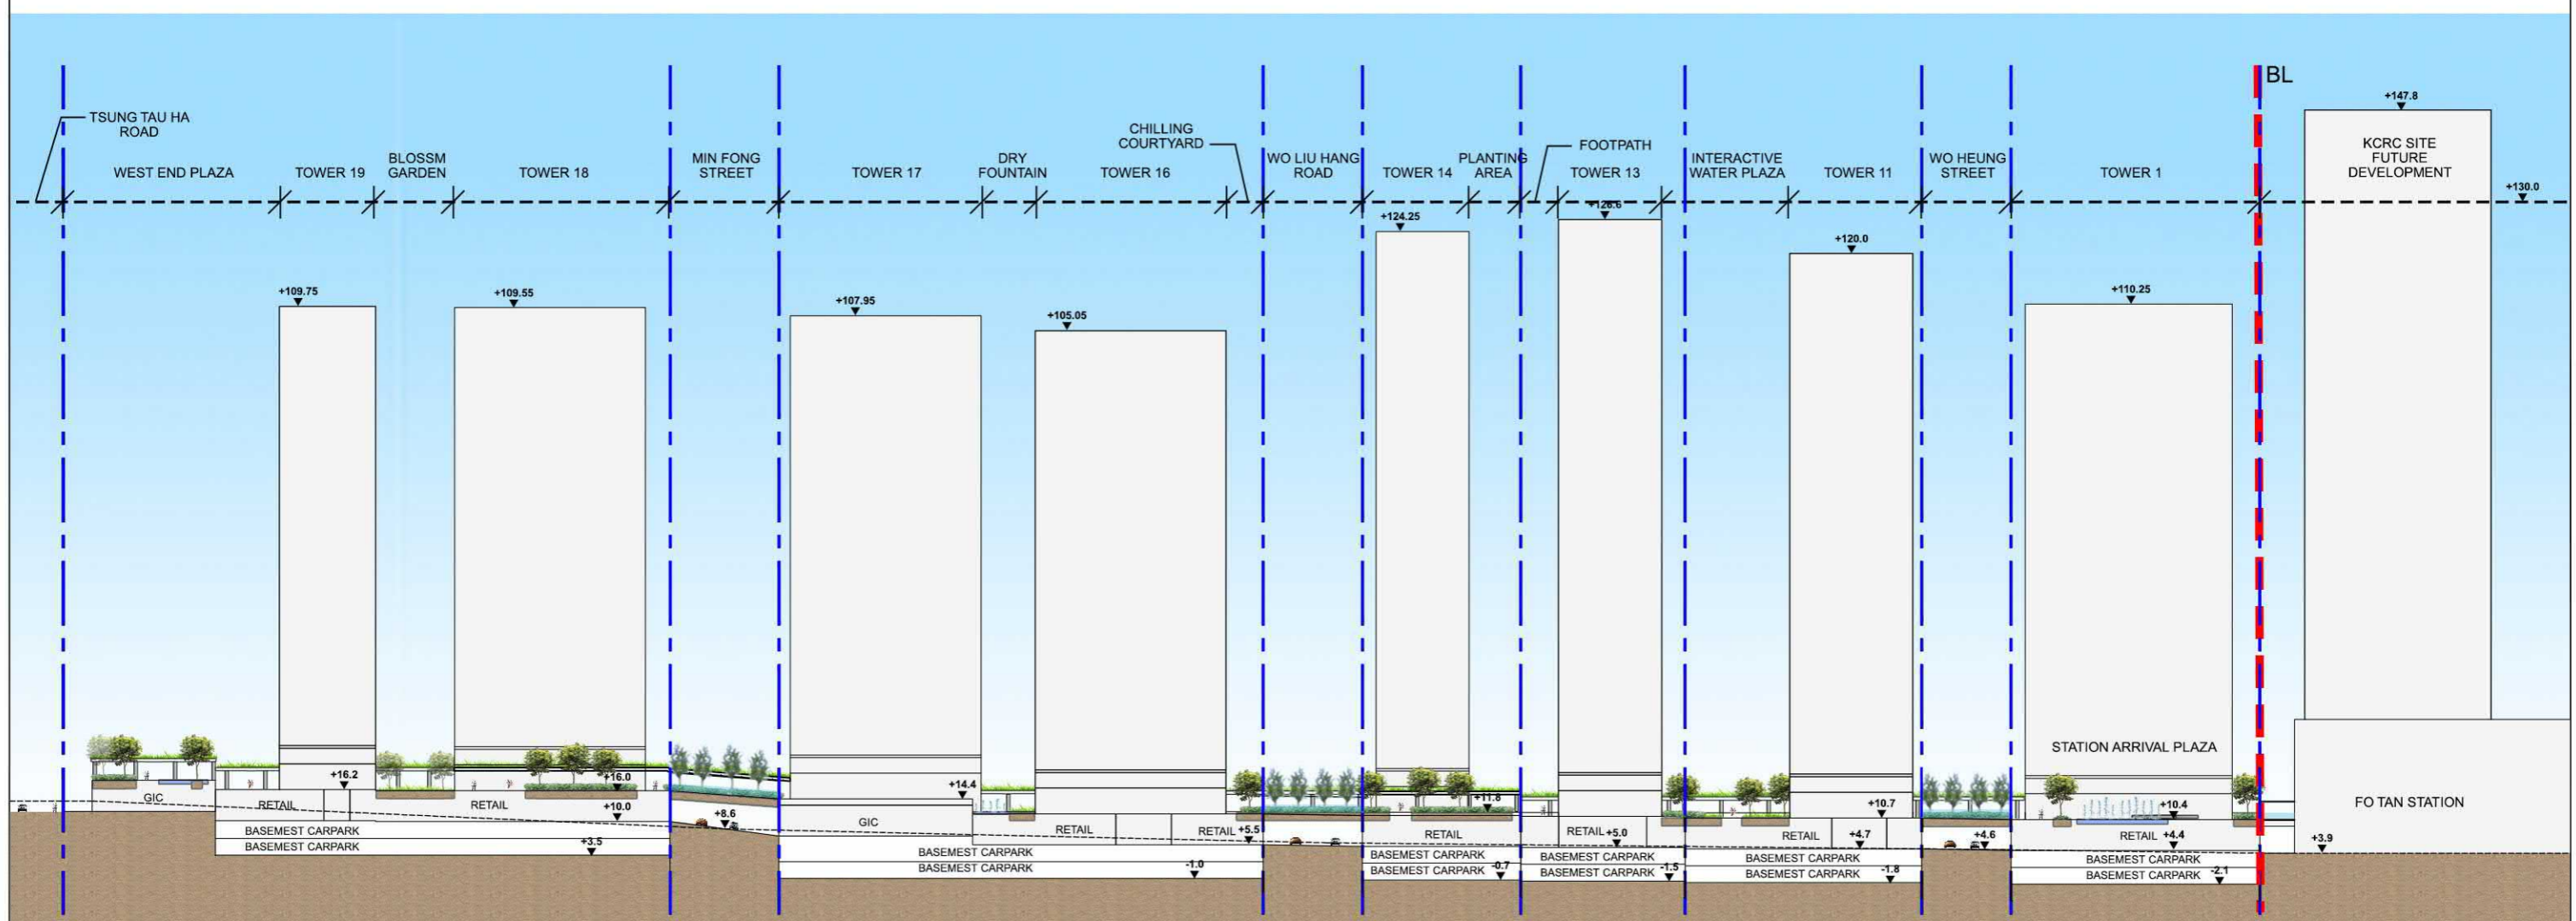 BL
+147.8
TSUNG TAU HA
ROAD
CHILLING
COURTYARD
FOOTPATH
KCRC SITE
FUTURE
DEVELOPMENT
WEST END PLAZA
TOWER 19
BLOSSM
GARDEN
TOWER 18
MIN FONG
STREET
TOWER 17
DRY
FOUNTAIN
TOWER 16
WO LIU HANG
ROAD
TOWER 14
PLANTING
AREA
TOWER 13
INTERACTIVE
WATER PLAZA
TOWER 11
WO HEUNG
STREET
TOWER 1
+130.0
+124.25
+126.6
+120.0
+109.75
+109.55
+107.95
+105.05
+110.25
STATION ARRIVAL PLAZA
+16.2
+16.0
+14.4
+11.8
+10.7
+10.4
GIC
RETAIL
RETAIL
+10.0
+8.6
GIC
RETAIL
RETAIL +5.5
RETAIL
RETAIL +5.0
RETAIL
+4.7
+4.6
RETAIL +4.4
FO TAN STATION
+3.9
BASEMEST CARPARK
BASEMEST CARPARK
+3.5
BASEMEST CARPARK
BASEMEST CARPARK
-1.0
BASEMEST CARPARK
BASEMEST CARPARK
-0.7
BASEMEST CARPARK
BASEMEST CARPARK
-1.5
BASEMEST CARPARK
BASEMEST CARPARK
-1.8
BASEMEST CARPARK
BASEMEST CARPARK
-2.1